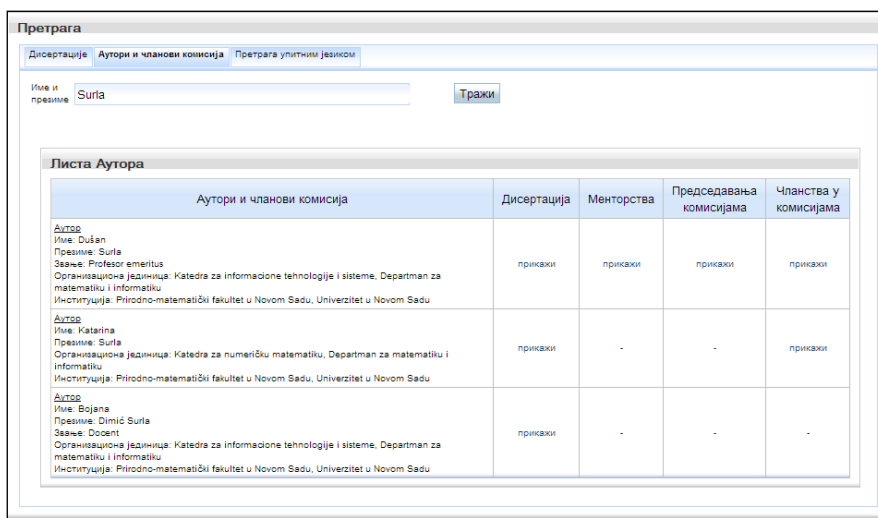 Претрага
Дисертације Аутори и чланови комисија Претрага упитним језиком
Име и
презиме
Surla
Тражи
Листа Аутора
Аутори и чланови комисија
Дисертација
Менторства
Председавања
комисијама
Чланства у
комисијама
Аутор
Име: Dušan
Презиме: Surla
Звање: Profesor emeritus
Организациона јединица: Katedra za informacione tehnologije i sisteme, Departman za
matematiku i informatiku
Институција: Prirodno-matematički fakultet u Novom Sadu, Univerzitet u Novom Sadu
прикажи
прикажи
прикажи
прикажи
Аутор
Име: Katarina
Презиме: Surla
Организациона јединица: Katedra za numeričku matematiku, Departman za matematiku i
informatiku
Институција: Prirodno-matematički fakultet u Novom Sadu, Univerzitet u Novom Sadu
прикажи
-
-
прикажи
Аутор
Име: Bojana
Презиме: Dimić Surla
Звање: Docent
Организациона јединица: Katedra za informacione tehnologije i sisteme, Departman za
matematiku i informatiku
Институција: Prirodno-matematički fakultet u Novom Sadu, Univerzitet u Novom Sadu
прикажи
-
-
-